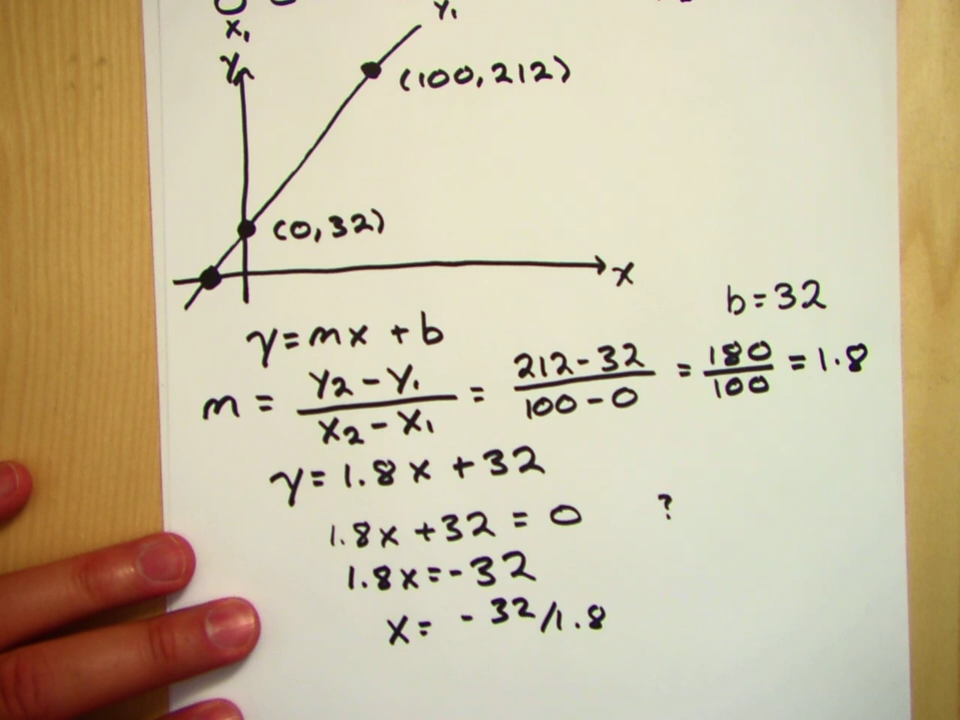 X₁ Y₁
Y
(100,212)
(0,32)
X
b=32
y=mx+b
m = Y₂-Y₁/X₂-X₁ = 212-32/100-0 = 180/100 = 1.8
y=1.8x+32
1.8x+32=0 ?
1.8x=-32
X=-32/1.8